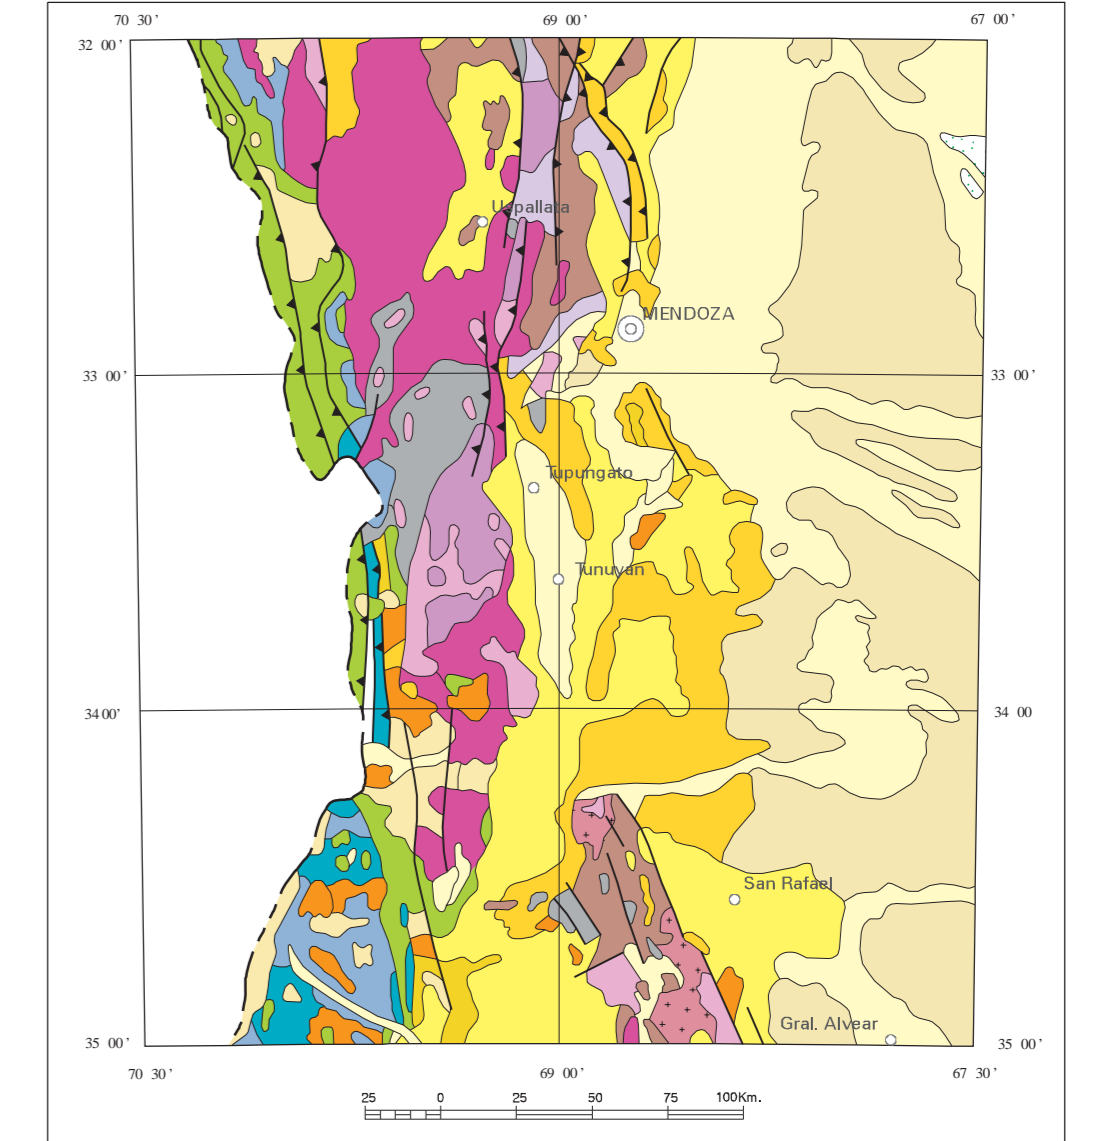 70 30' 69 00' 67 00'
32 00'
Uspallata
MENDOZA
33 00' 33 00'
Tupungato
Tunuyán
3400' 34 00
San Rafael
Gral. Alvear
35 00' 35 00'
70 30' 69 00' 67 30'
25 0 25 50 75 100Km.